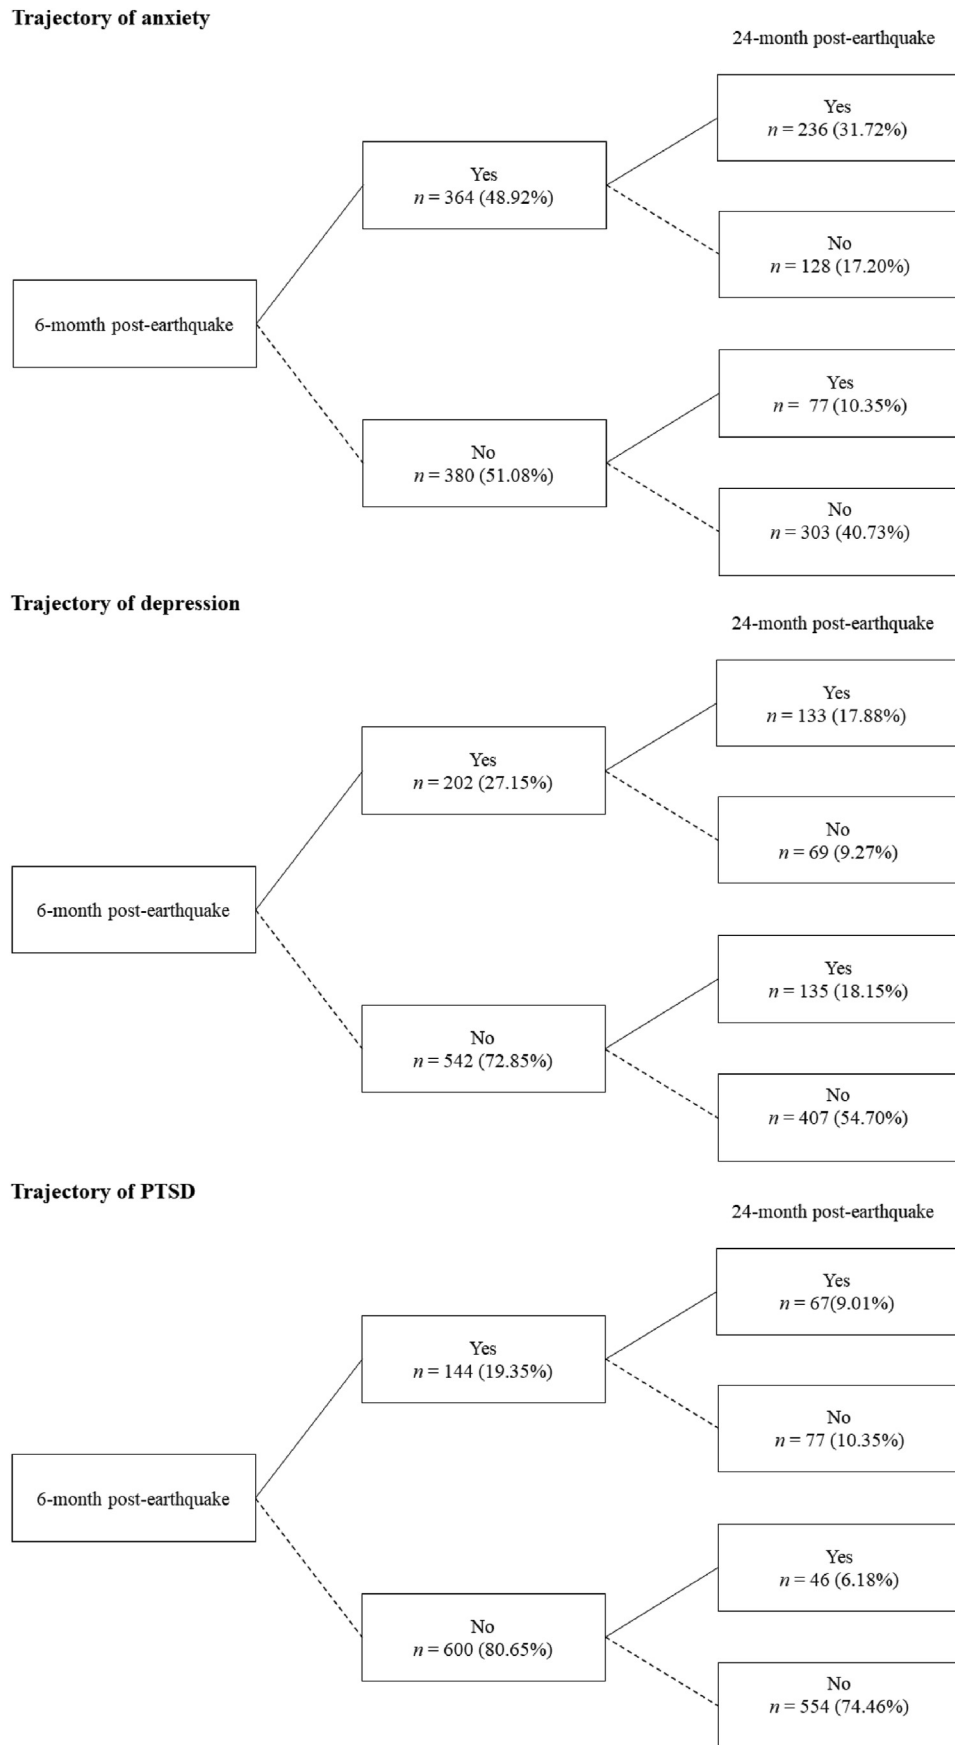 Trajectory of anxiety
24-month post-earthquake
Yes
n = 236 (31.72%)
Yes
n = 364 (48.92%)
No
n = 128 (17.20%)
6-momth post-earthquake
Yes
n =  77 (10.35%)
No
n = 380 (51.08%)
No
n = 303 (40.73%)
Trajectory of depression
24-month post-earthquake
Yes
n = 133 (17.88%)
Yes
n = 202 (27.15%)
No
n = 69 (9.27%)
6-month post-earthquake
Yes
n = 135 (18.15%)
No
n = 542 (72.85%)
No
n = 407 (54.70%)
Trajectory of PTSD
24-month post-earthquake
Yes
n = 67(9.01%)
Yes
n = 144 (19.35%)
No
n = 77 (10.35%)
6-month post-earthquake
Yes
n = 46 (6.18%)
No
n = 600 (80.65%)
No
n = 554 (74.46%)